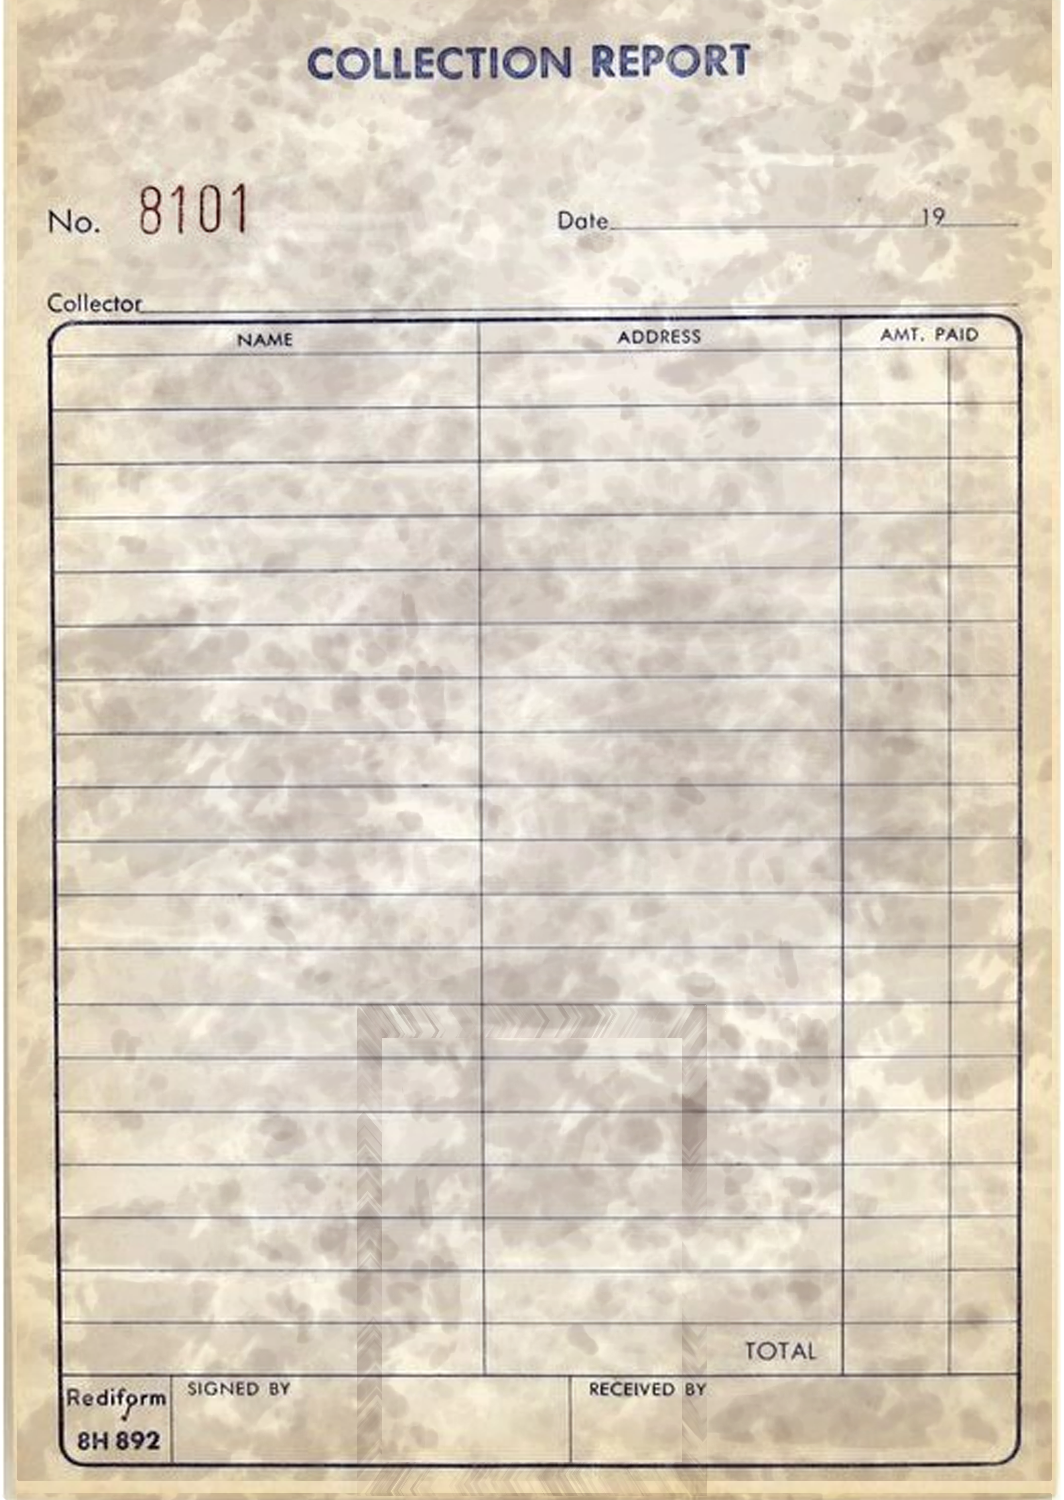 COLLECTION REPORT
No. 8101 Date 19
Collector
NAME ADDRESS AMT. PAID
TOTAL
Rediform SIGNED BY RECEIVED BY
8H 892